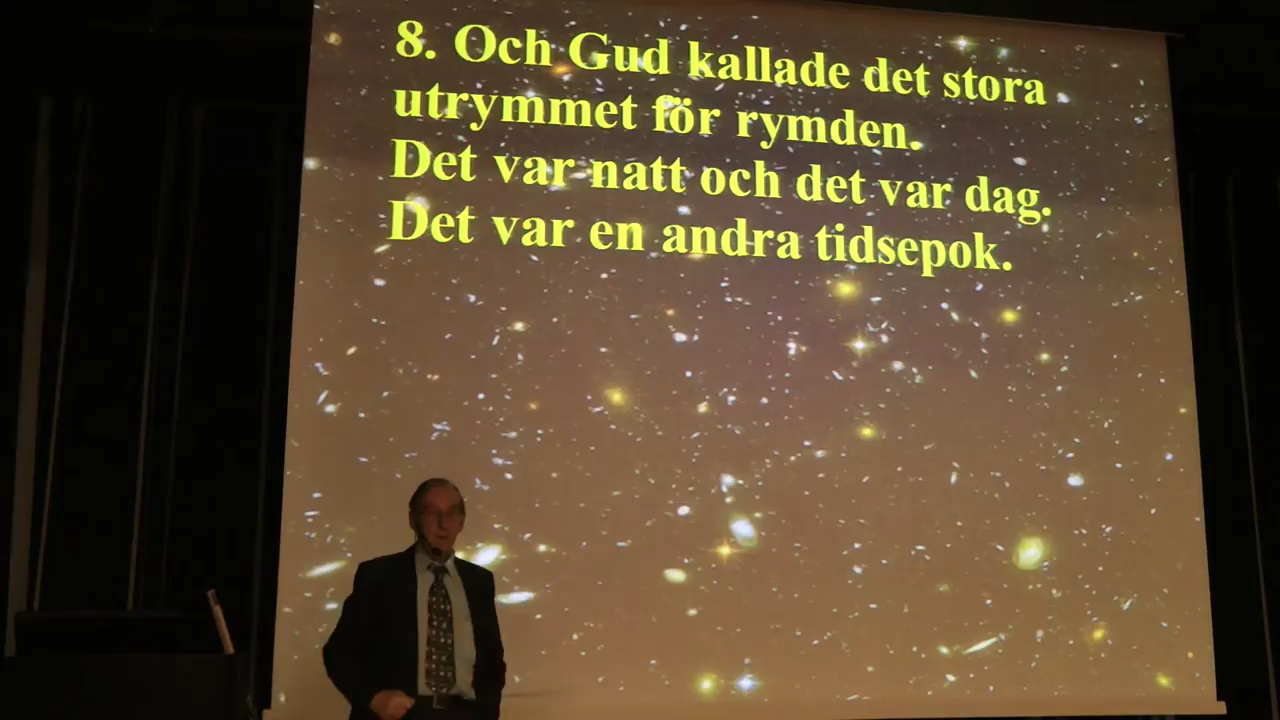 8. Och Gud kallade det stora
utrymmet för rymden.
Det var natt och det var dag.
Det var en andra tidsepok.